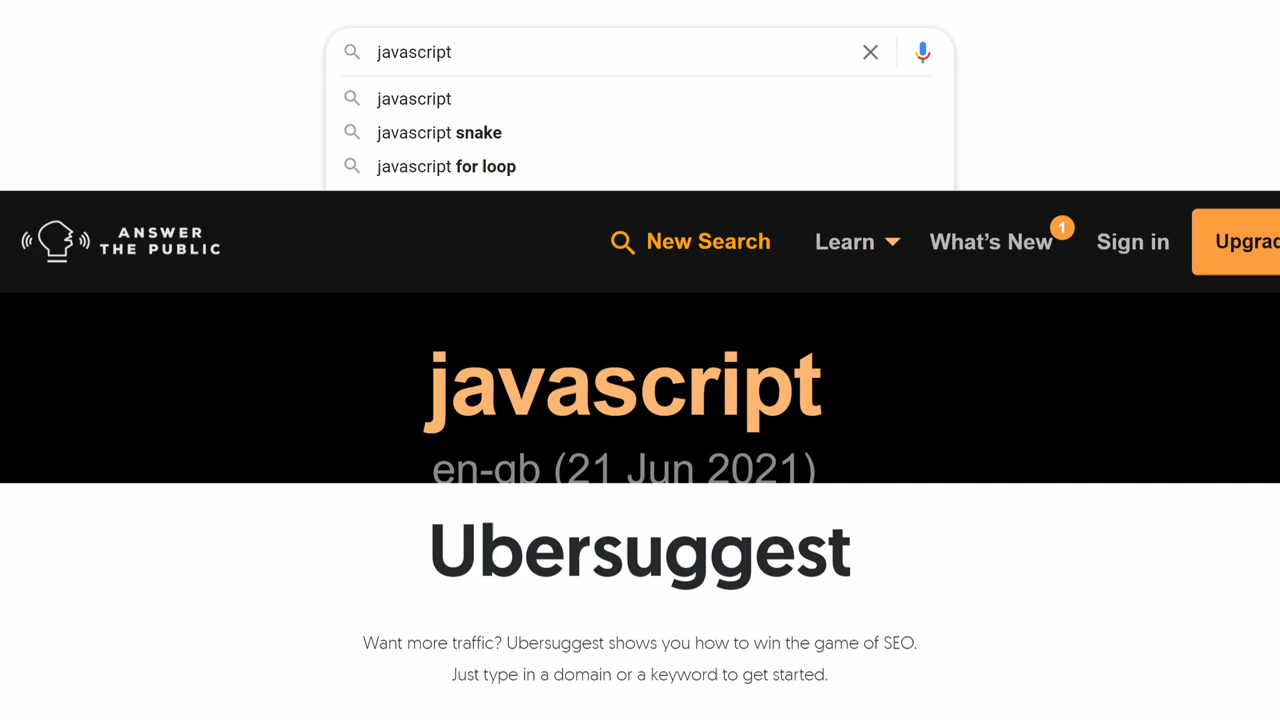 javascript
javascript
javascript snake
javascript for loop
ANSWER
THE PUBLIC
New Search
Learn
What's New
1
Sign in
Upgrad
javascript
en-gb (21 Jun 2021)
Ubersuggest
Want more traffic? Ubersuggest shows you how to win the game of SEO.
Just type in a domain or a keyword to get started.